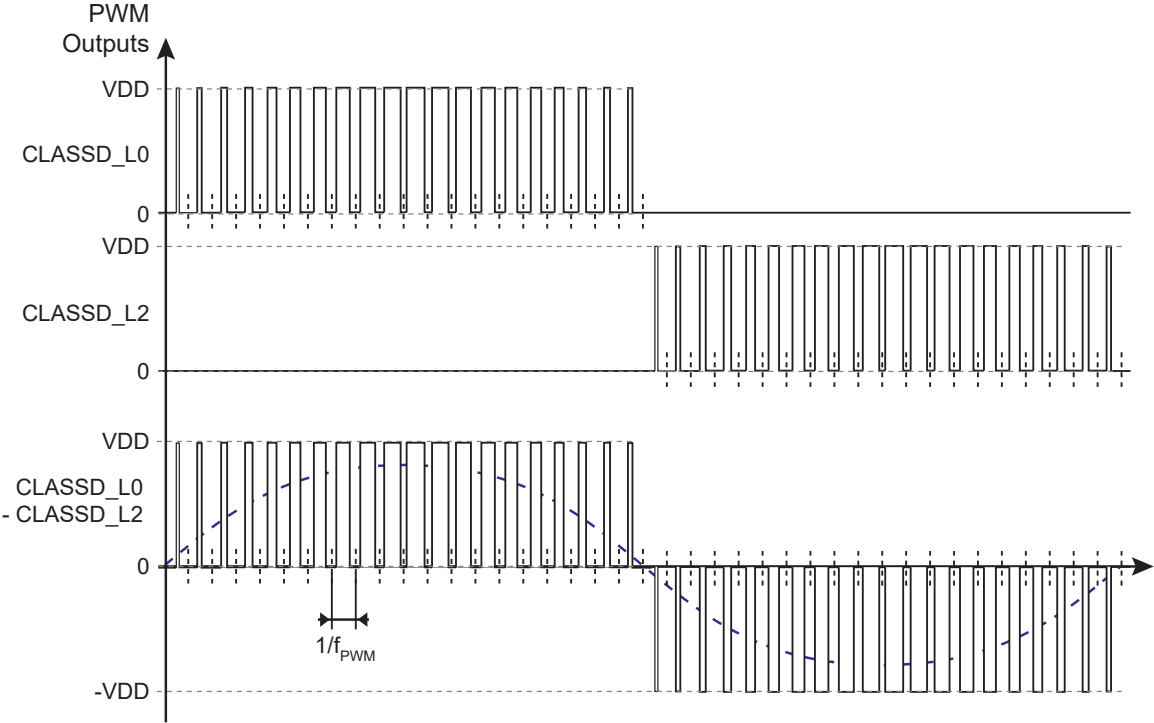 PWM
Outputs
VDD
CLASSD_L0
0
VDD
CLASSD_L2
0
VDD
CLASSD_L0
- CLASSD_L2
0
1/fPWM
-VDD